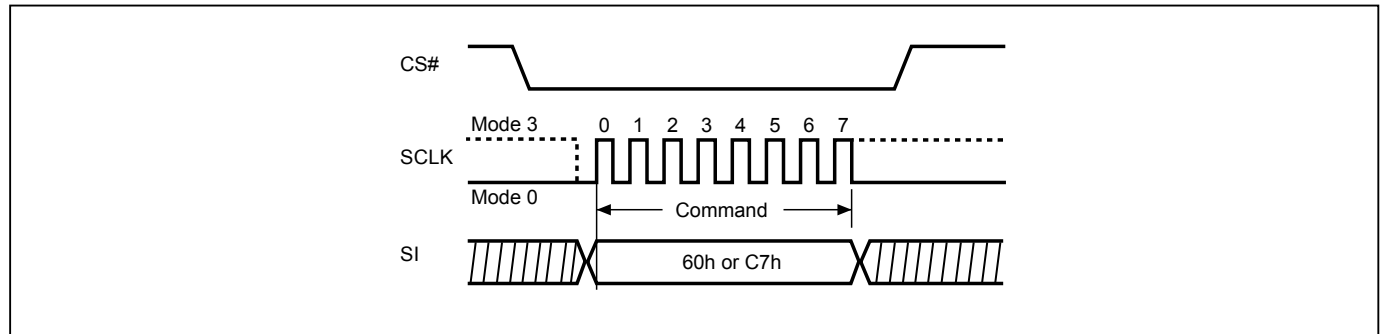 CS#
Mode 3
0 1 2 3 4 5 6 7
SCLK
Mode 0
Command
SI
60h or C7h